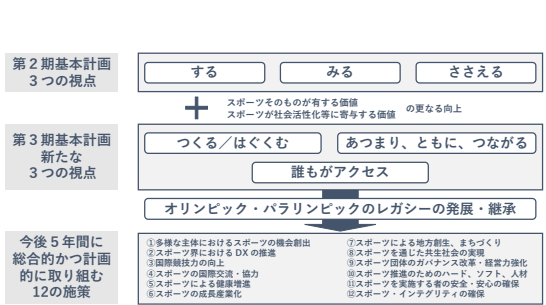 第２期基本計画
３つの視点
する
みる
ささえる
スポーツそのものが有する価値
スポーツが社会活性化等に寄与する価値
の更なる向上
第３期基本計画
新たな
３つの視点
つくる／はぐくむ
あつまり、ともに、つながる
誰もがアクセス
オリンピック・パラリンピックのレガシーの発展・継承
今後５年間に
総合的かつ計画
的に取り組む
12の施策
①多様な主体におけるスポーツの機会創出
②スポーツ界における DX の推進
③国際競技力の向上
④スポーツの国際交流・協力
⑤スポーツによる健康増進
⑥スポーツの成長産業化
⑦スポーツによる地方創生、まちづくり
⑧スポーツを通じた共生社会の実現
⑨スポーツ団体のガバナンス改革・経営力強化
⑩スポーツ推進のためのハード、ソフト、人材
⑪スポーツを実施する者の安全・安心の確保
⑫スポーツ・インテグリティの確保